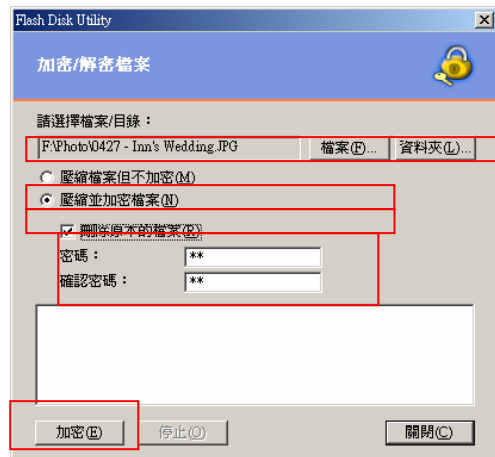 Flash Disk Utility
加密/解密檔案
請選擇檔案/目錄：
F:\Photo\0427 - Inn's Wedding.JPG 檔案(F)... 資料夾(L)...
壓縮檔案但不加密(M)
壓縮並加密檔案(N)
刪除原本的檔案(R)
密碼： **
確認密碼： **
加密(E) 停止(O) 關閉(C)